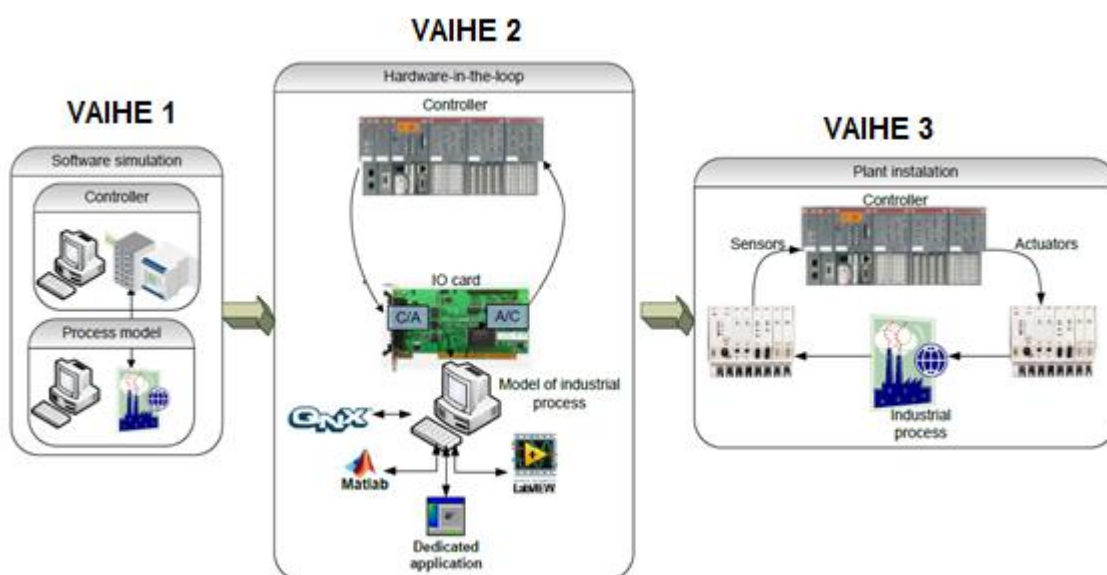 VAIHE 1
Software simulation
Controller
Process model
VAIHE 2
Hardware-in-the-loop
Controller
IO card
C/A
A/C
Model of industrial
process
QNX
Matlab
LabVIEW
Dedicated
application
VAIHE 3
Plant instalation
Controller
Sensors
Actuators
Industrial
process